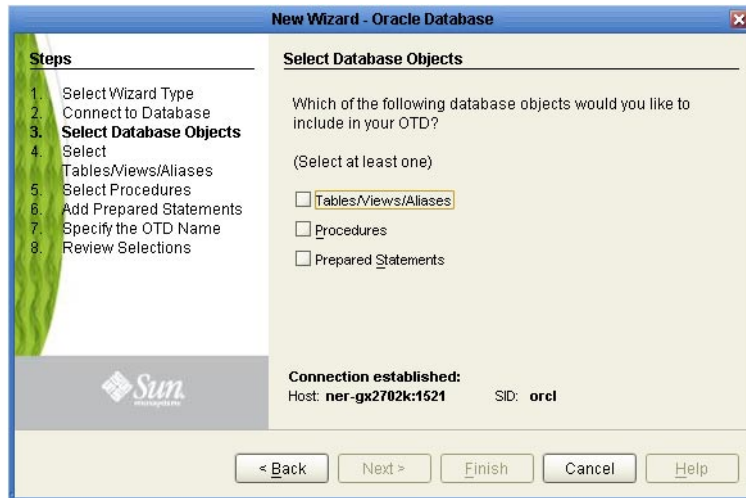 New Wizard - Oracle Database
Steps
1. Select Wizard Type
2. Connect to Database
3. Select Database Objects
4. Select
Tables/Views/Aliases
5. Select Procedures
6. Add Prepared Statements
7. Specify the OTD Name
8. Review Selections
Select Database Objects
Which of the following database objects would you like to
include in your OTD?
(Select at least one)
Tables/Views/Aliases
Procedures
Prepared Statements
Sun
microsystems
Connection established:
Host: ner-gx2702k:1521 SID: orcl
< Back Next > Finish Cancel Help